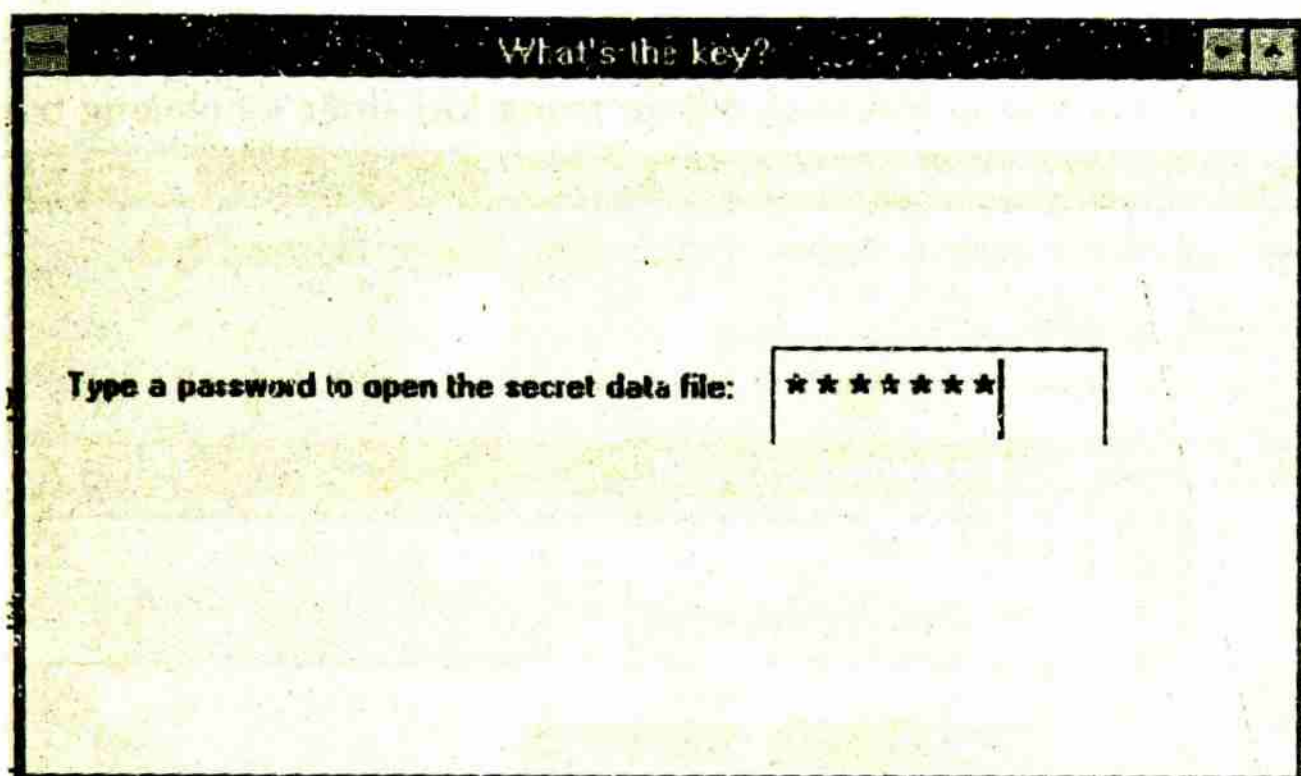 What's the key?
Type a password to open the secret data file: *******